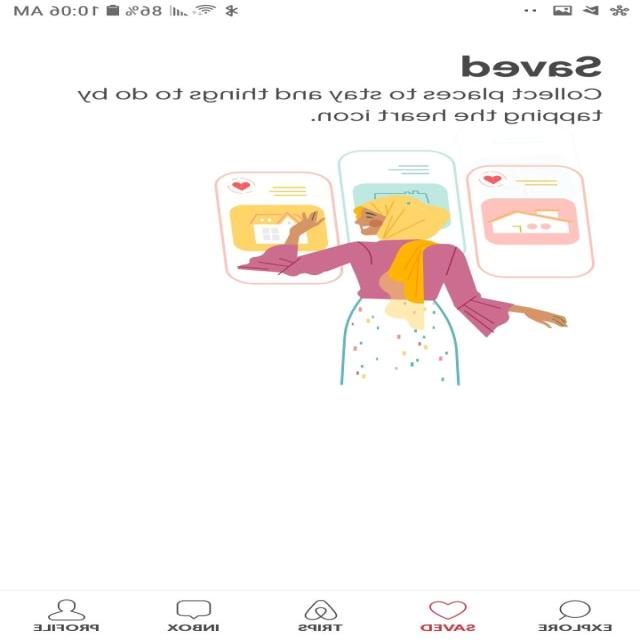 86% 10:06 AM
Saved
Collect places to stay and things to do by
tapping the heart icon.
EXPLORE SAVED TRIPS INBOX PROFILE